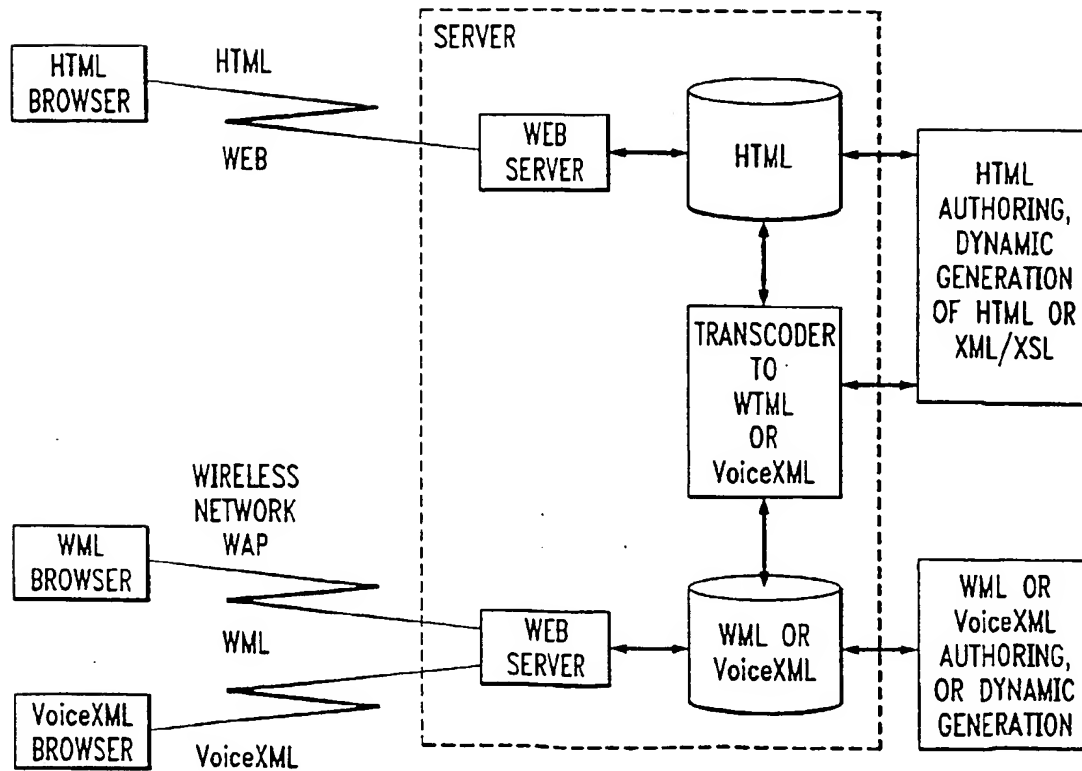 SERVER
HTML
BROWSER
HTML
WEB
WEB
SERVER
HTML
HTML
AUTHORING,
DYNAMIC
GENERATION
OF HTML OR
XML/XSL
TRANSCODER
TO
WTML
OR
VoiceXML
WIRELESS
NETWORK
WAP
WML
BROWSER
WML
WEB
SERVER
WML OR
VoiceXML
WML OR
VoiceXML
AUTHORING,
OR DYNAMIC
GENERATION
VoiceXML
BROWSER
VoiceXML